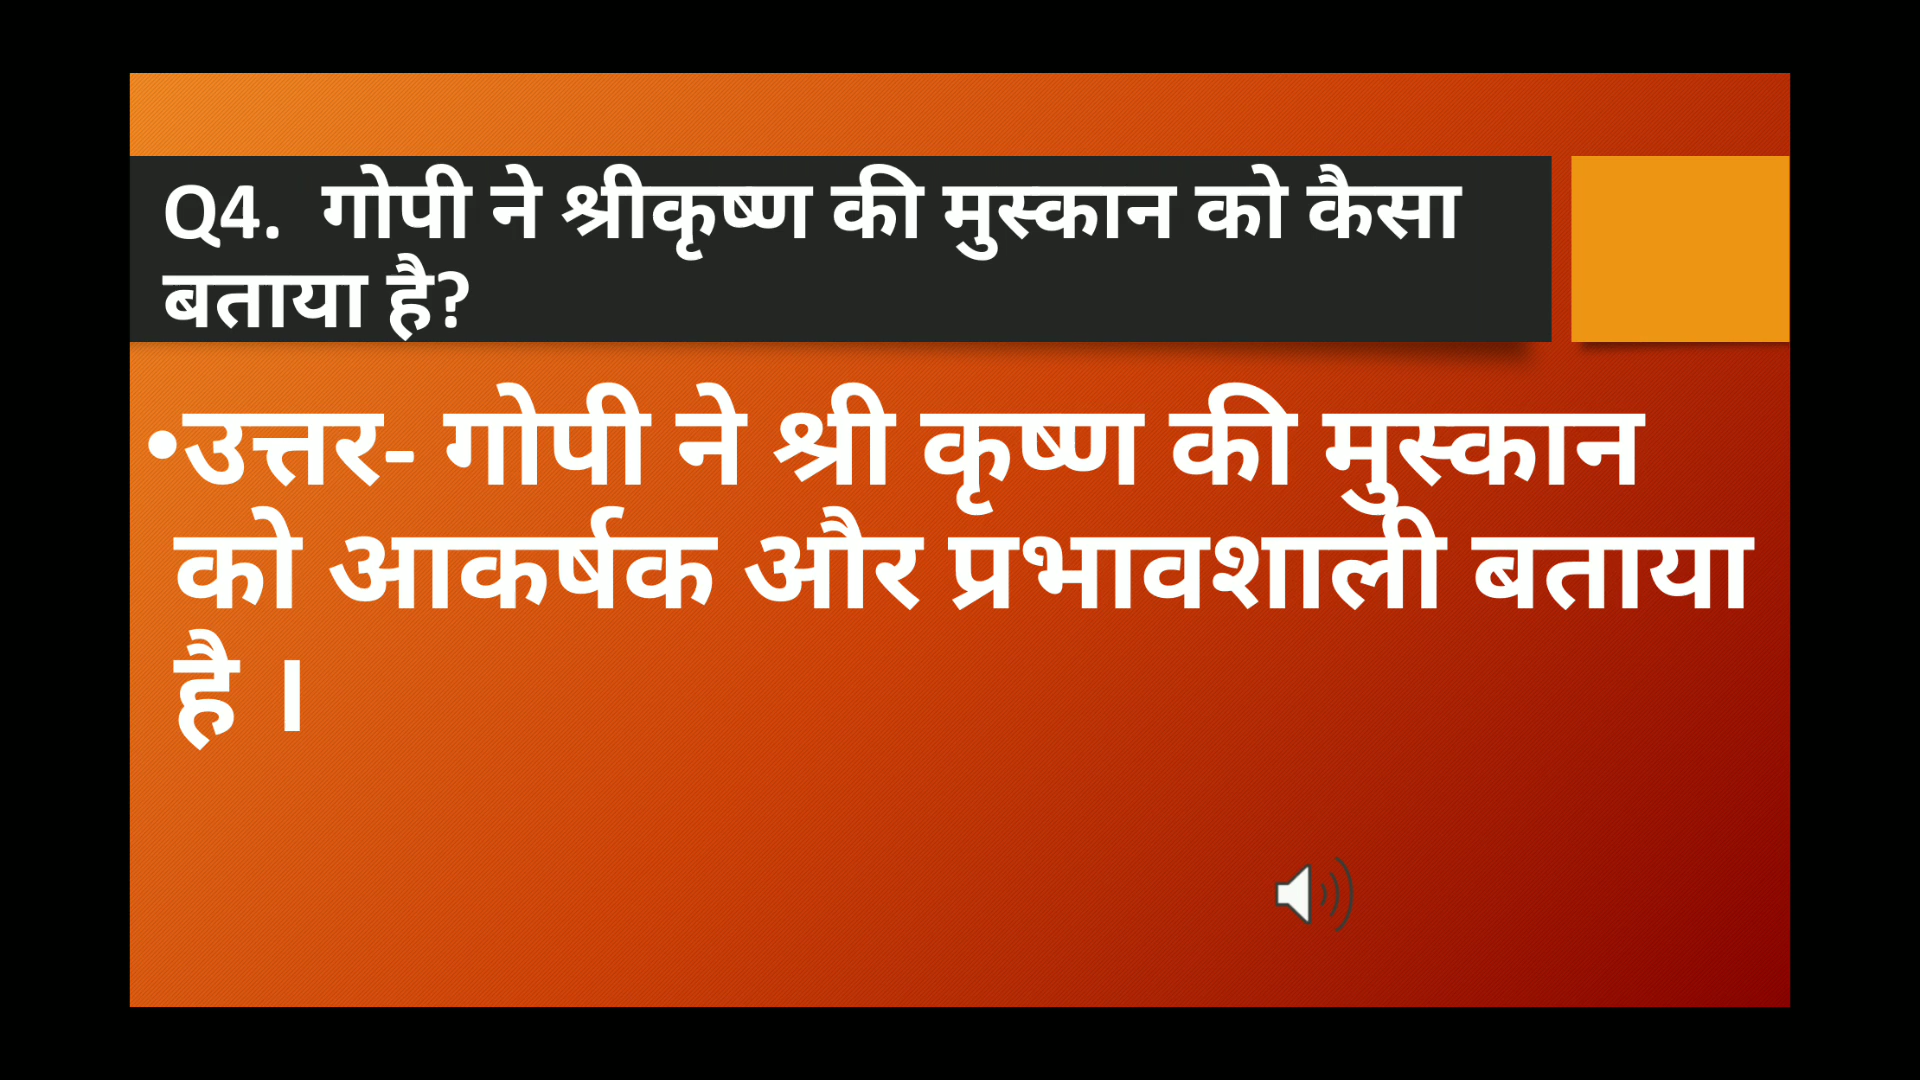 Q4. गोपी ने श्रीकृष्ण की मुस्कान को कैसा
बताया है?
•उत्तर- गोपी ने श्री कृष्ण की मुस्कान
को आकर्षक और प्रभावशाली बताया
है ।